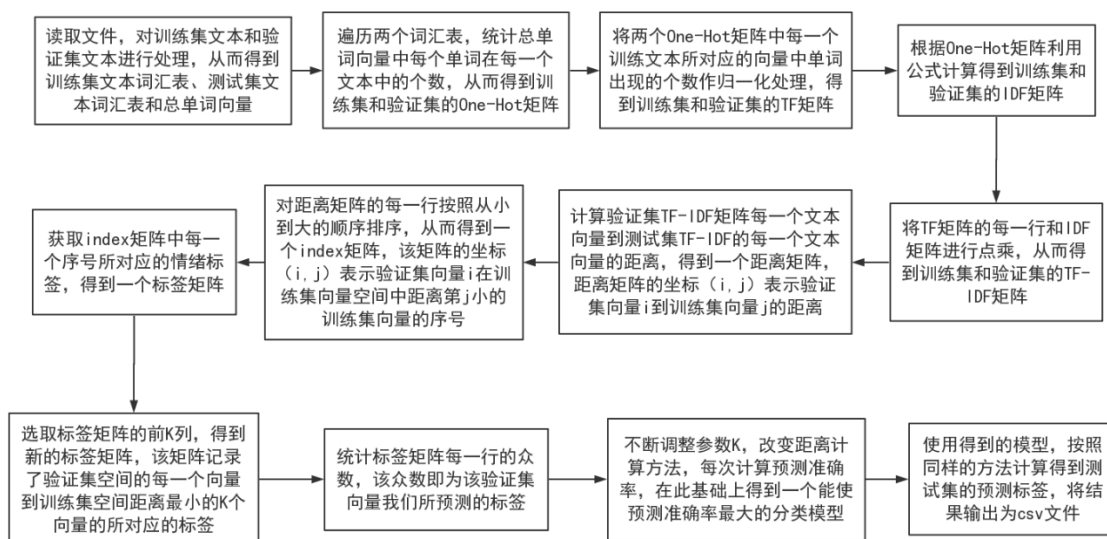 读取文件，对训练集文本和验
证集文本进行处理，从而得到
训练集文本词汇表、测试集文
本词汇表和总单词向量
遍历两个词汇表，统计总单
词向量中每个单词在每一个
文本中的个数，从而得到训
练集和验证集的One-Hot矩阵
将两个One-Hot矩阵中每一个
训练文本所对应的向量中单词
出现的个数作归一化处理，得
到训练集和验证集的TF矩阵
根据One-Hot矩阵利用
公式计算得到训练集和
验证集的IDF矩阵
将TF矩阵的每一行和IDF
矩阵进行点乘，从而得
到训练集和验证集的TF-
IDF矩阵
计算验证集TF-IDF矩阵每一个文本
向量到测试集TF-IDF的每一个文本
向量的距离，得到一个距离矩阵，
距离矩阵的坐标（i,j）表示验证
集向量i到训练集向量j的距离
对距离矩阵的每一行按照从小
到大的顺序排序，从而得到一
个index矩阵，该矩阵的坐标
（i,j）表示验证集向量i在训
练集向量空间中距离第j小的
训练集向量的序号
获取index矩阵中每一
个序号所对应的情绪标
签，得到一个标签矩阵
选取标签矩阵的前K列，得到
新的标签矩阵，该矩阵记录
了验证集空间的每一个向量
到训练集空间距离最小的K个
向量的所对应的标签
统计标签矩阵每一行的众
数，该众数即为该验证集
向量我们所预测的标签
不断调整参数K，改变距离计
算方法，每次计算预测准确
率，在此基础上得到一个能使
预测准确率最大的分类模型
使用得到的模型，按照
同样的方法计算得到测
试集的预测标签，将结
果输出为csv文件